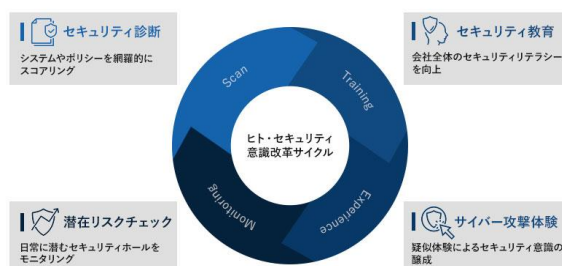 セキュリティ診断
システムやポリシーを網羅的に
スコアリング
セキュリティ教育
会社全体のセキュリティリテラシー
を向上
Scan
Training
ヒト・セキュリティ
意識改革サイクル
Monitoring
Experience
潜在リスクチェック
日常に潜むセキュリティホールを
モニタリング
サイバー攻撃体験
疑似体験によるセキュリティ意識の
醸成